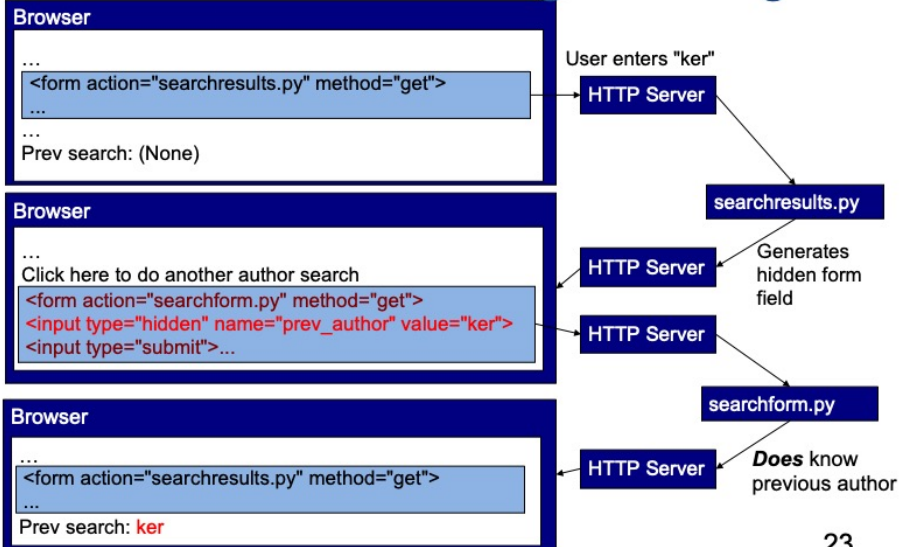 Browser
...
<form action="searchresults.py" method="get">
...
...
Prev search: (None)
User enters "ker"
HTTP Server
searchresults.py
Browser
...
Click here to do another author search
<form action="searchform.py" method="get">
<input type="hidden" name="prev_author" value="ker">
<input type="submit">...
HTTP Server
Generates
hidden form
field
HTTP Server
searchform.py
Browser
...
<form action="searchresults.py" method="get">
...
Prev search: ker
HTTP Server
Does know
previous author
23